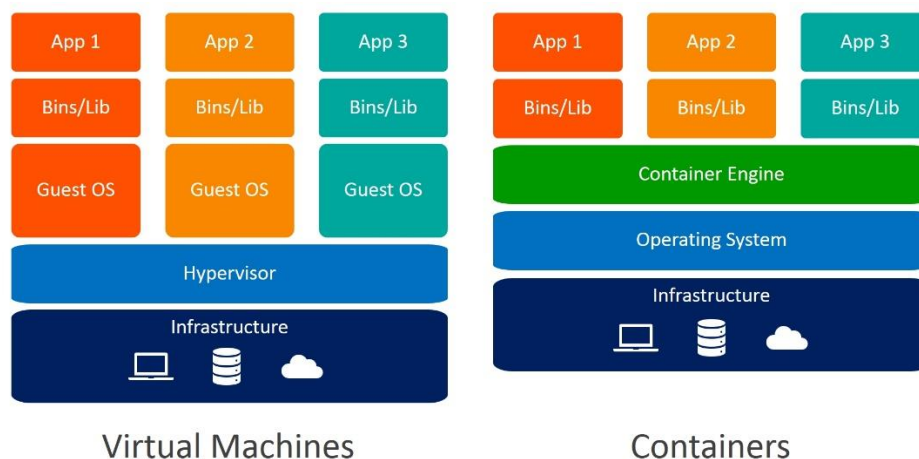 App 1
App 2
App 3
Bins/Lib
Bins/Lib
Bins/Lib
Guest OS
Guest OS
Guest OS
Hypervisor
Infrastructure
Virtual Machines
App 1
App 2
App 3
Bins/Lib
Bins/Lib
Bins/Lib
Container Engine
Operating System
Infrastructure
Containers